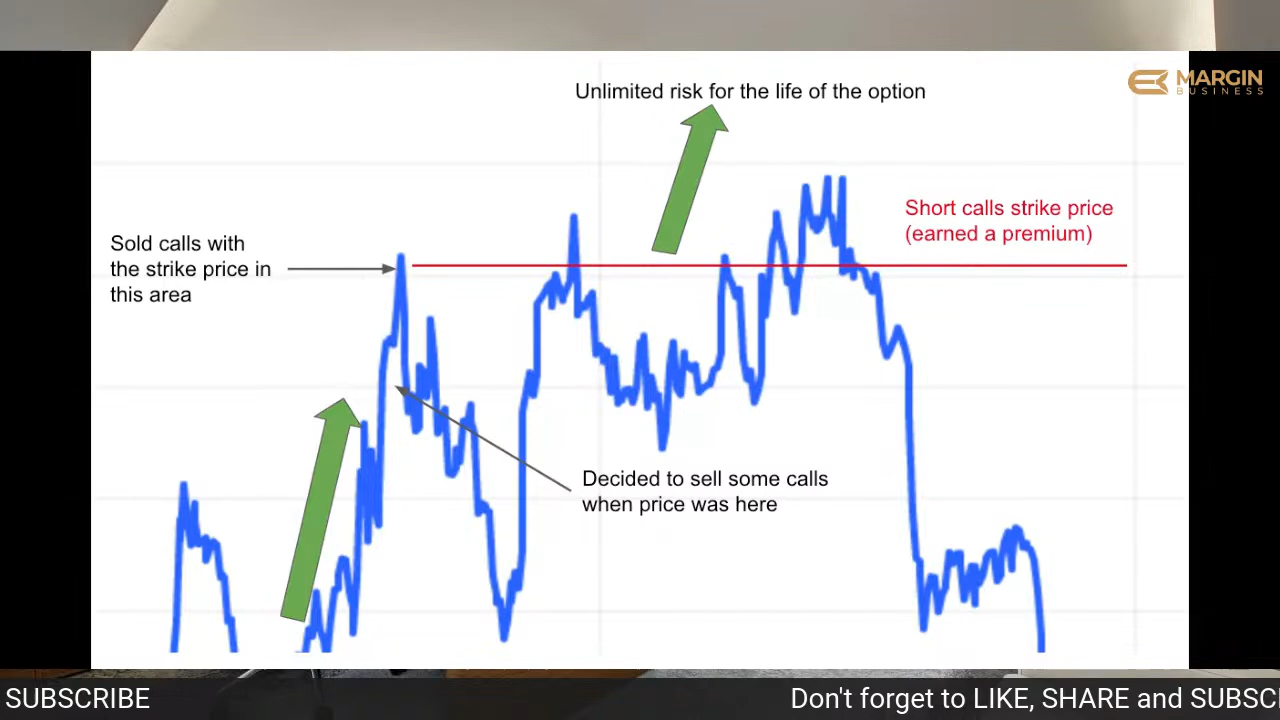 MARGIN
BUSINESS
Unlimited risk for the life of the option
Short calls strike price
(earned a premium)
Sold calls with
the strike price in
this area
Decided to sell some calls
when price was here
SUBSCRIBE
Don't forget to LIKE, SHARE and SUBSC